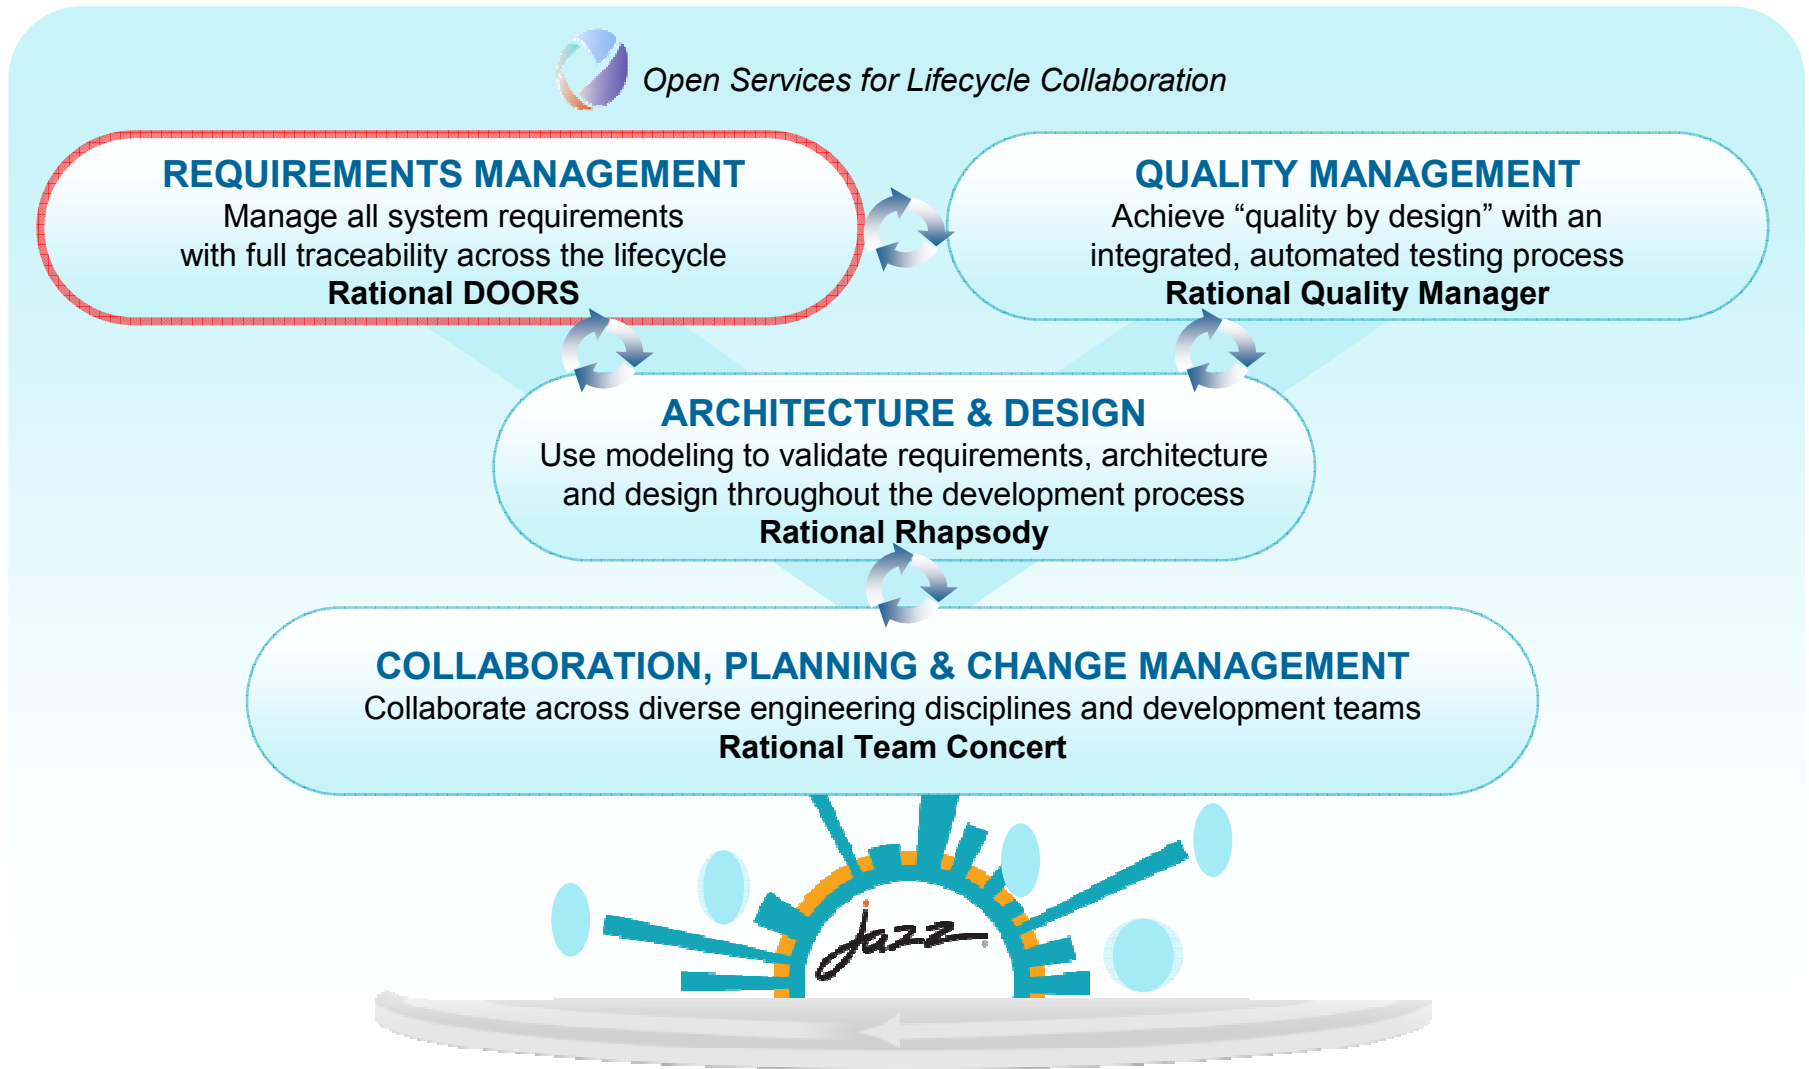 Open Services for Lifecycle Collaboration
REQUIREMENTS MANAGEMENT
Manage all system requirements
with full traceability across the lifecycle
Rational DOORS
QUALITY MANAGEMENT
Achieve “quality by design” with an
integrated, automated testing process
Rational Quality Manager
ARCHITECTURE & DESIGN
Use modeling to validate requirements, architecture
and design throughout the development process
Rational Rhapsody
COLLABORATION, PLANNING & CHANGE MANAGEMENT
Collaborate across diverse engineering disciplines and development teams
Rational Team Concert
jazz